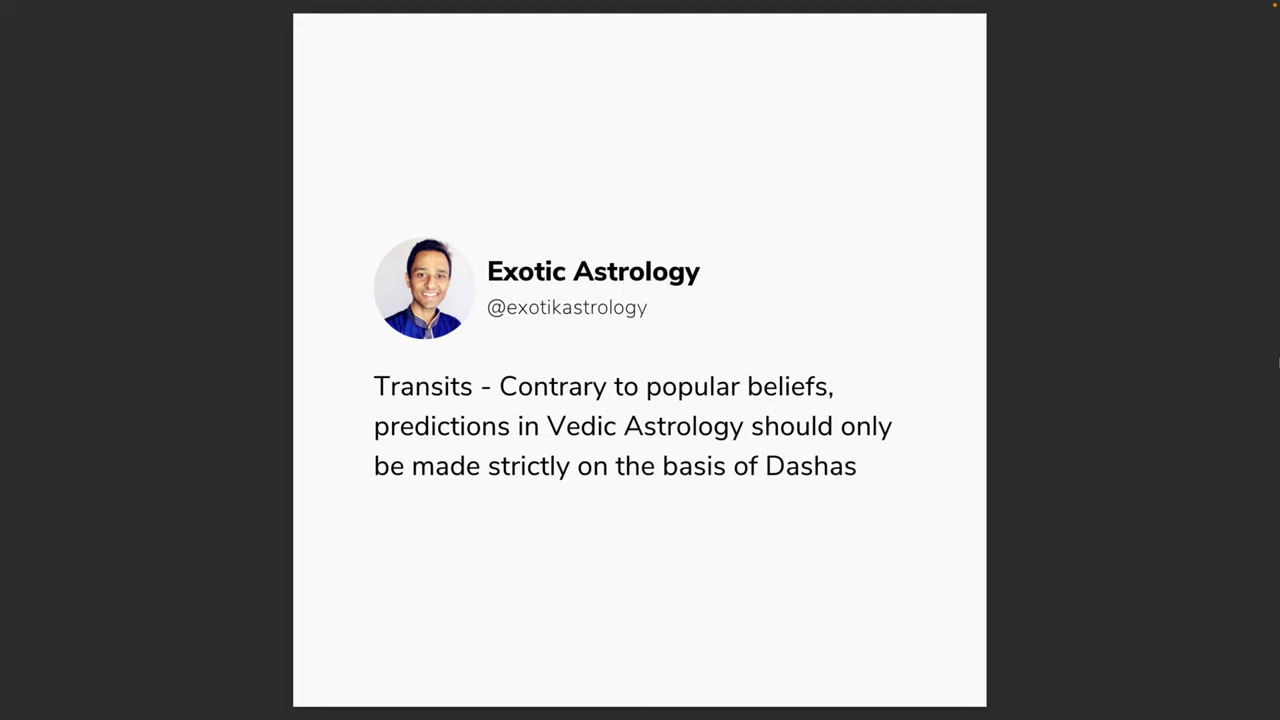 Exotic Astrology
@exotikastrology
Transits - Contrary to popular beliefs,
predictions in Vedic Astrology should only
be made strictly on the basis of Dashas